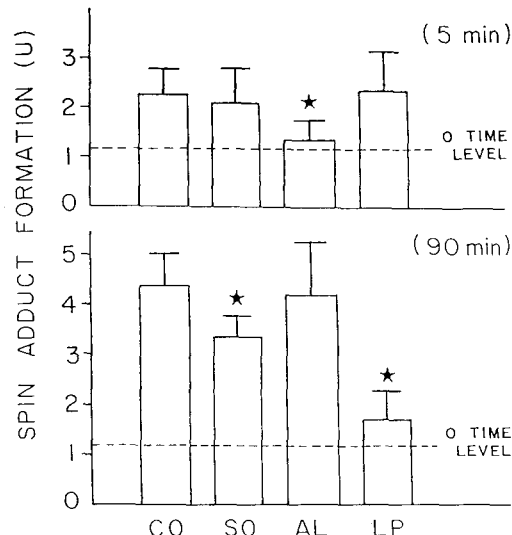 SPIN ADDUCT FORMATION (U)
(5 min)
3
2
1
0
★
O TIME
LEVEL
(90 min)
5
4
3
2
1
0
★
★
O TIME
LEVEL
CO SO AL LP